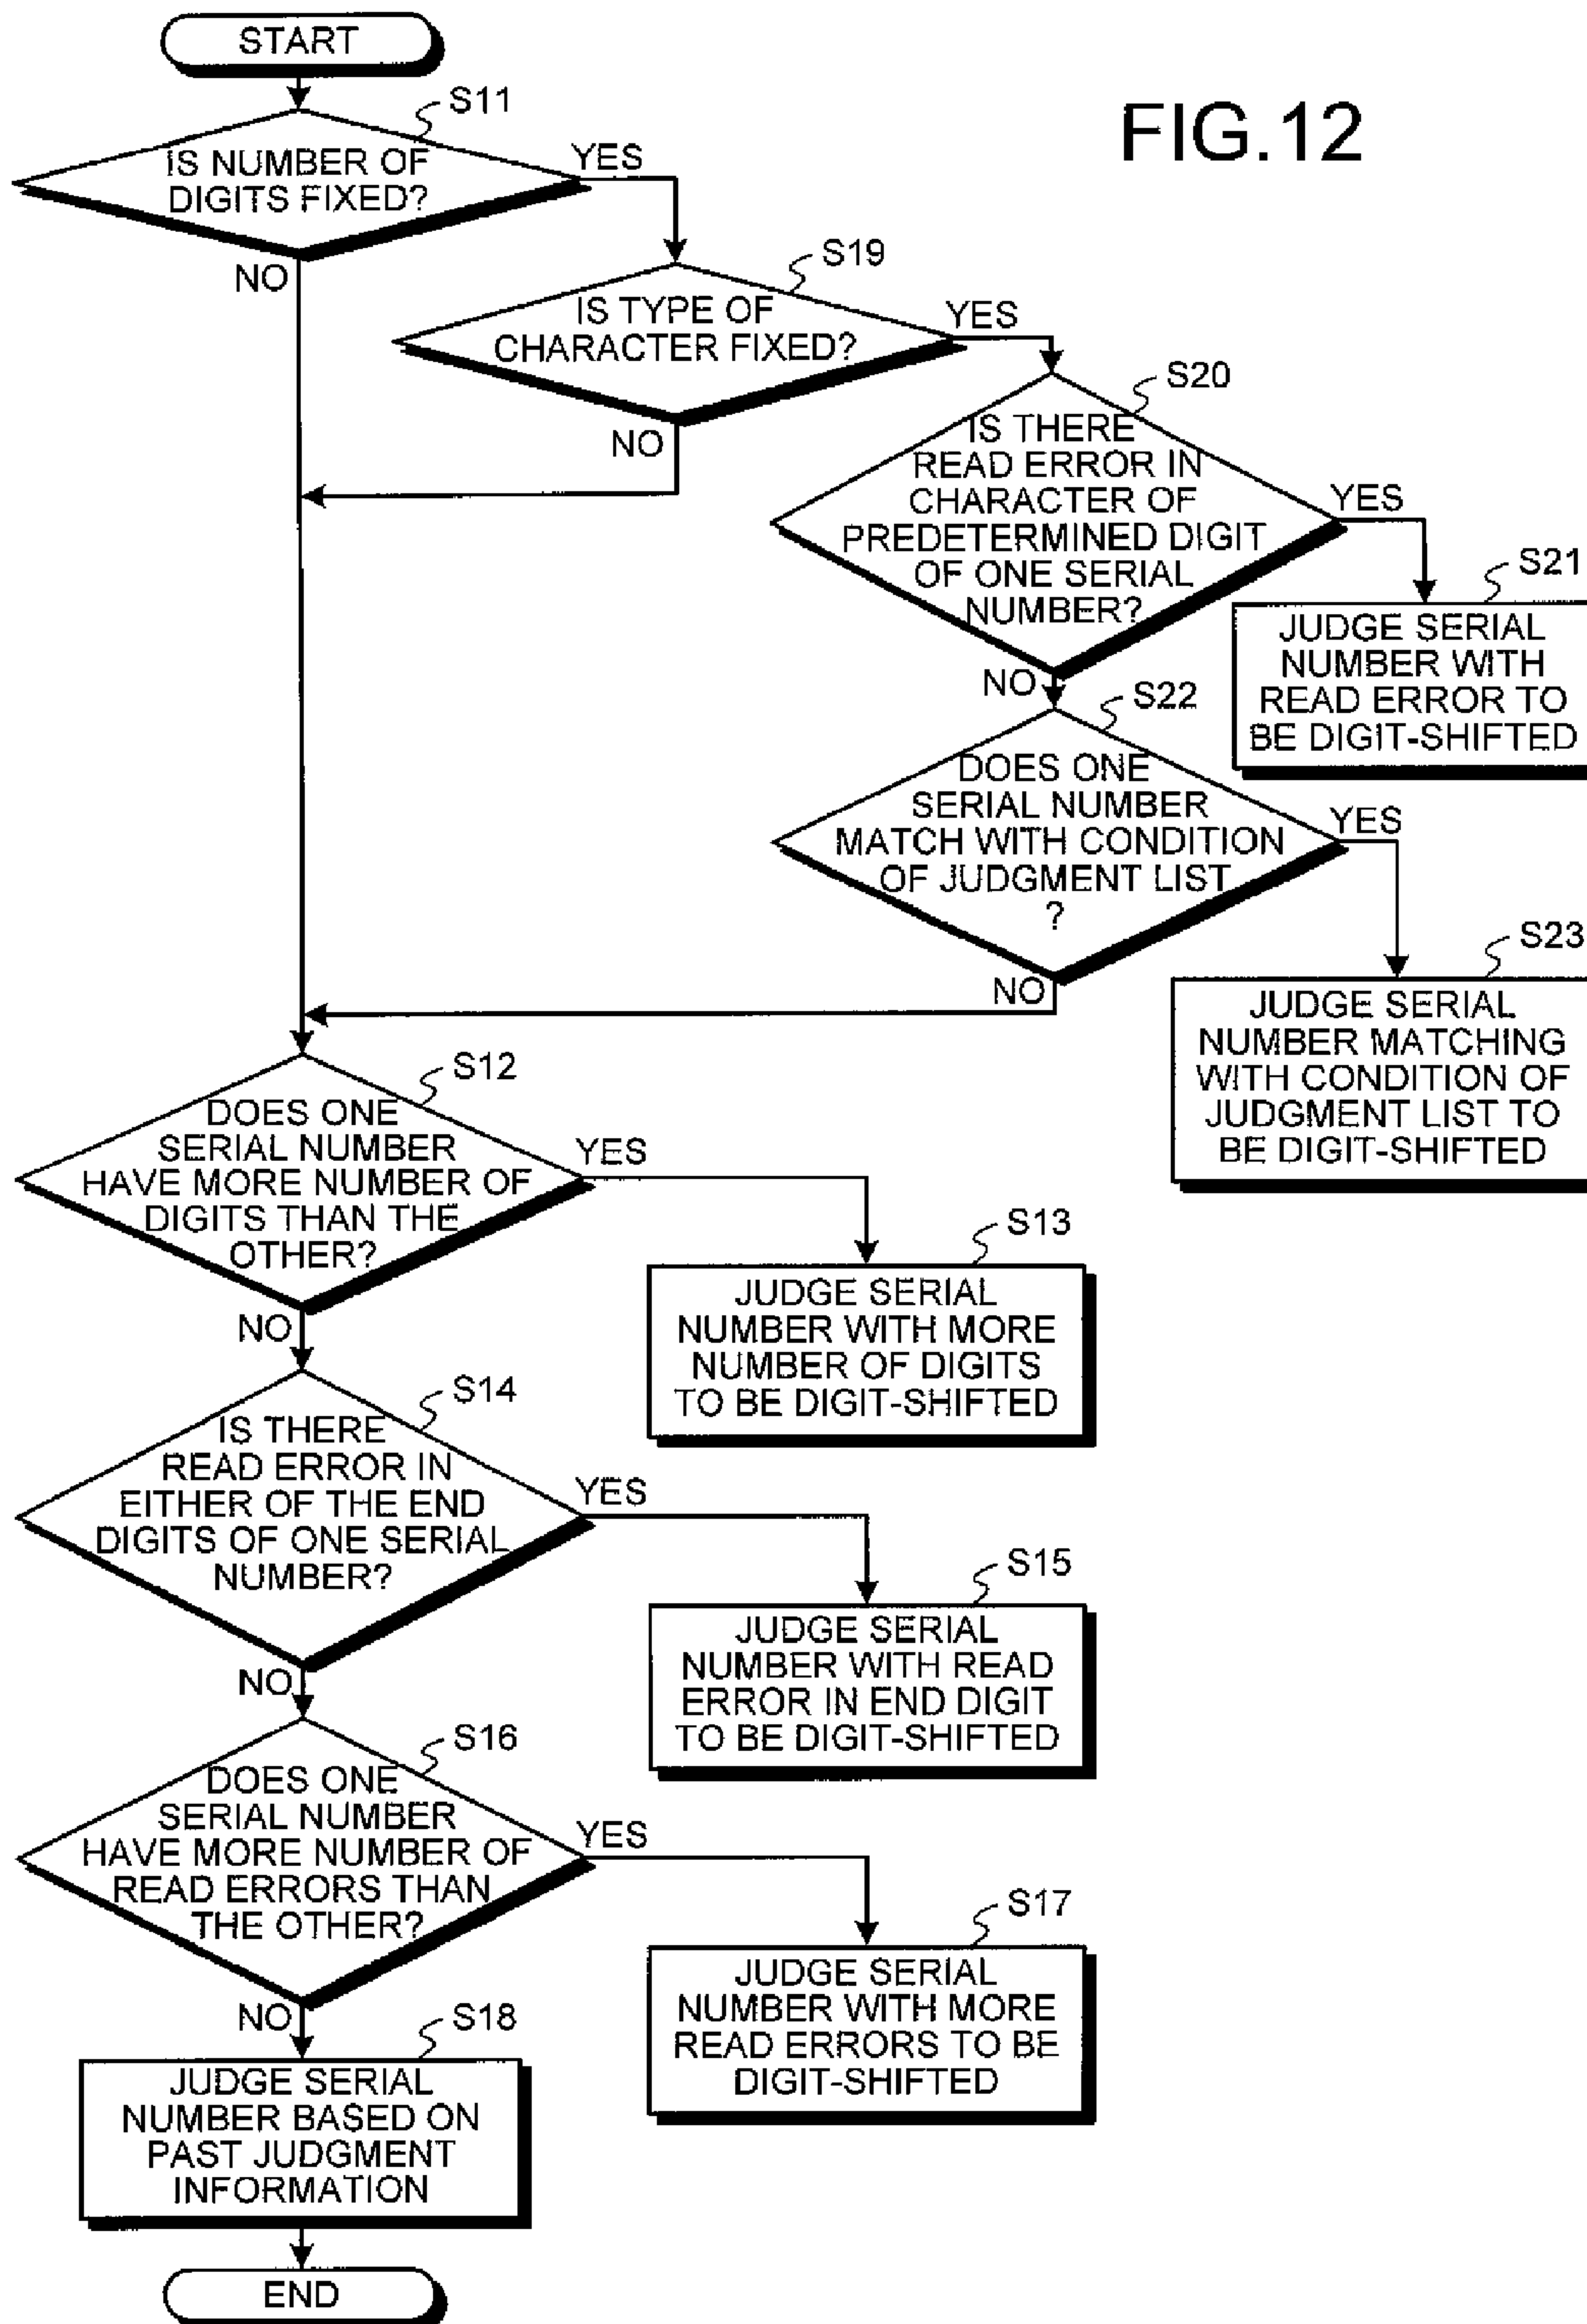 START
FIG.12
S11
IS NUMBER OF
DIGITS FIXED?
YES
NO
S19
IS TYPE OF
CHARACTER FIXED?
YES
NO
S20
IS THERE
READ ERROR IN
CHARACTER OF
PREDETERMINED DIGIT
OF ONE SERIAL
NUMBER?
YES
NO
S21
JUDGE SERIAL
NUMBER WITH
READ ERROR TO
BE DIGIT-SHIFTED
S22
DOES ONE
SERIAL NUMBER
MATCH WITH CONDITION
OF JUDGMENT LIST
?
YES
NO
S23
JUDGE SERIAL
NUMBER MATCHING
WITH CONDITION OF
JUDGMENT LIST TO
BE DIGIT-SHIFTED
S12
DOES ONE
SERIAL NUMBER
HAVE MORE NUMBER OF
DIGITS THAN THE
OTHER?
YES
NO
S13
JUDGE SERIAL
NUMBER WITH MORE
NUMBER OF DIGITS
TO BE DIGIT-SHIFTED
S14
IS THERE
READ ERROR IN
EITHER OF THE END
DIGITS OF ONE SERIAL
NUMBER?
YES
NO
S15
JUDGE SERIAL
NUMBER WITH READ
ERROR IN END DIGIT
TO BE DIGIT-SHIFTED
S16
DOES ONE
SERIAL NUMBER
HAVE MORE NUMBER OF
READ ERRORS THAN
THE OTHER?
YES
NO
S17
JUDGE SERIAL
NUMBER WITH MORE
READ ERRORS TO BE
DIGIT-SHIFTED
S18
JUDGE SERIAL
NUMBER BASED ON
PAST JUDGMENT
INFORMATION
END